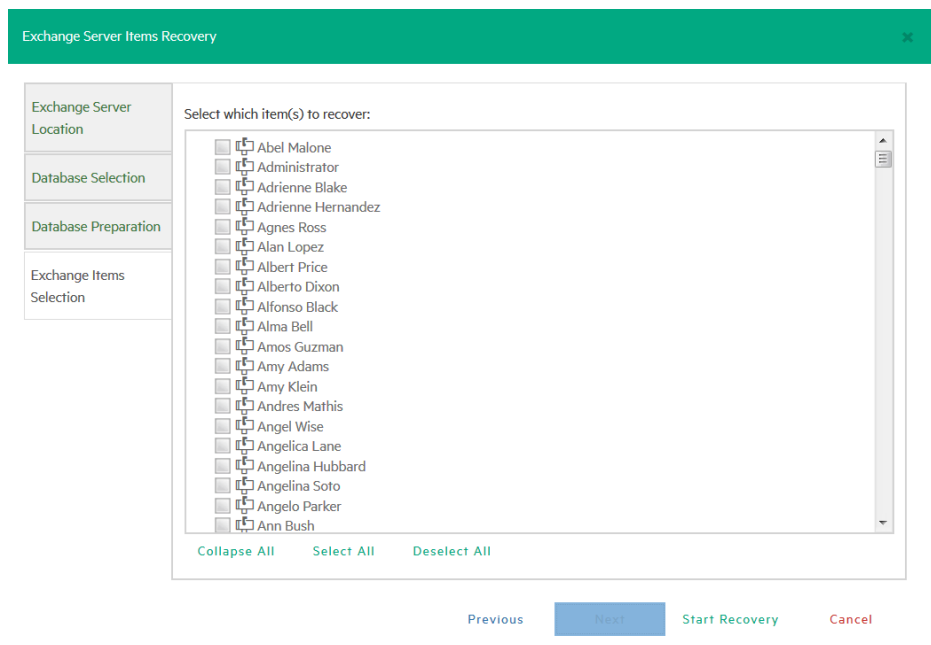 Exchange Server Items Recovery
Exchange Server
Location
Database Selection
Database Preparation
Exchange Items
Selection
Select which item(s) to recover:
Abel Malone
Administrator
Adrienne Blake
Adrienne Hernandez
Agnes Ross
Alan Lopez
Albert Price
Alberto Dixon
Alfonso Black
Alma Bell
Amos Guzman
Amy Adams
Amy Klein
Andres Mathis
Angel Wise
Angelica Lane
Angelina Hubbard
Angelina Soto
Angelo Parker
Ann Bush
Collapse All Select All Deselect All
Previous Next Start Recovery Cancel